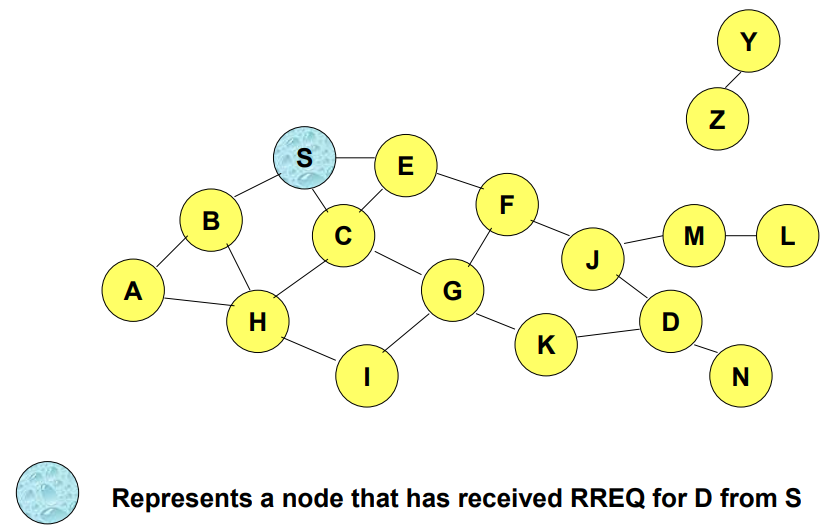 Y
Z
S
E
B
C
F
J
M
L
A
H
G
D
K
I
N
Represents a node that has received RREQ for D from S